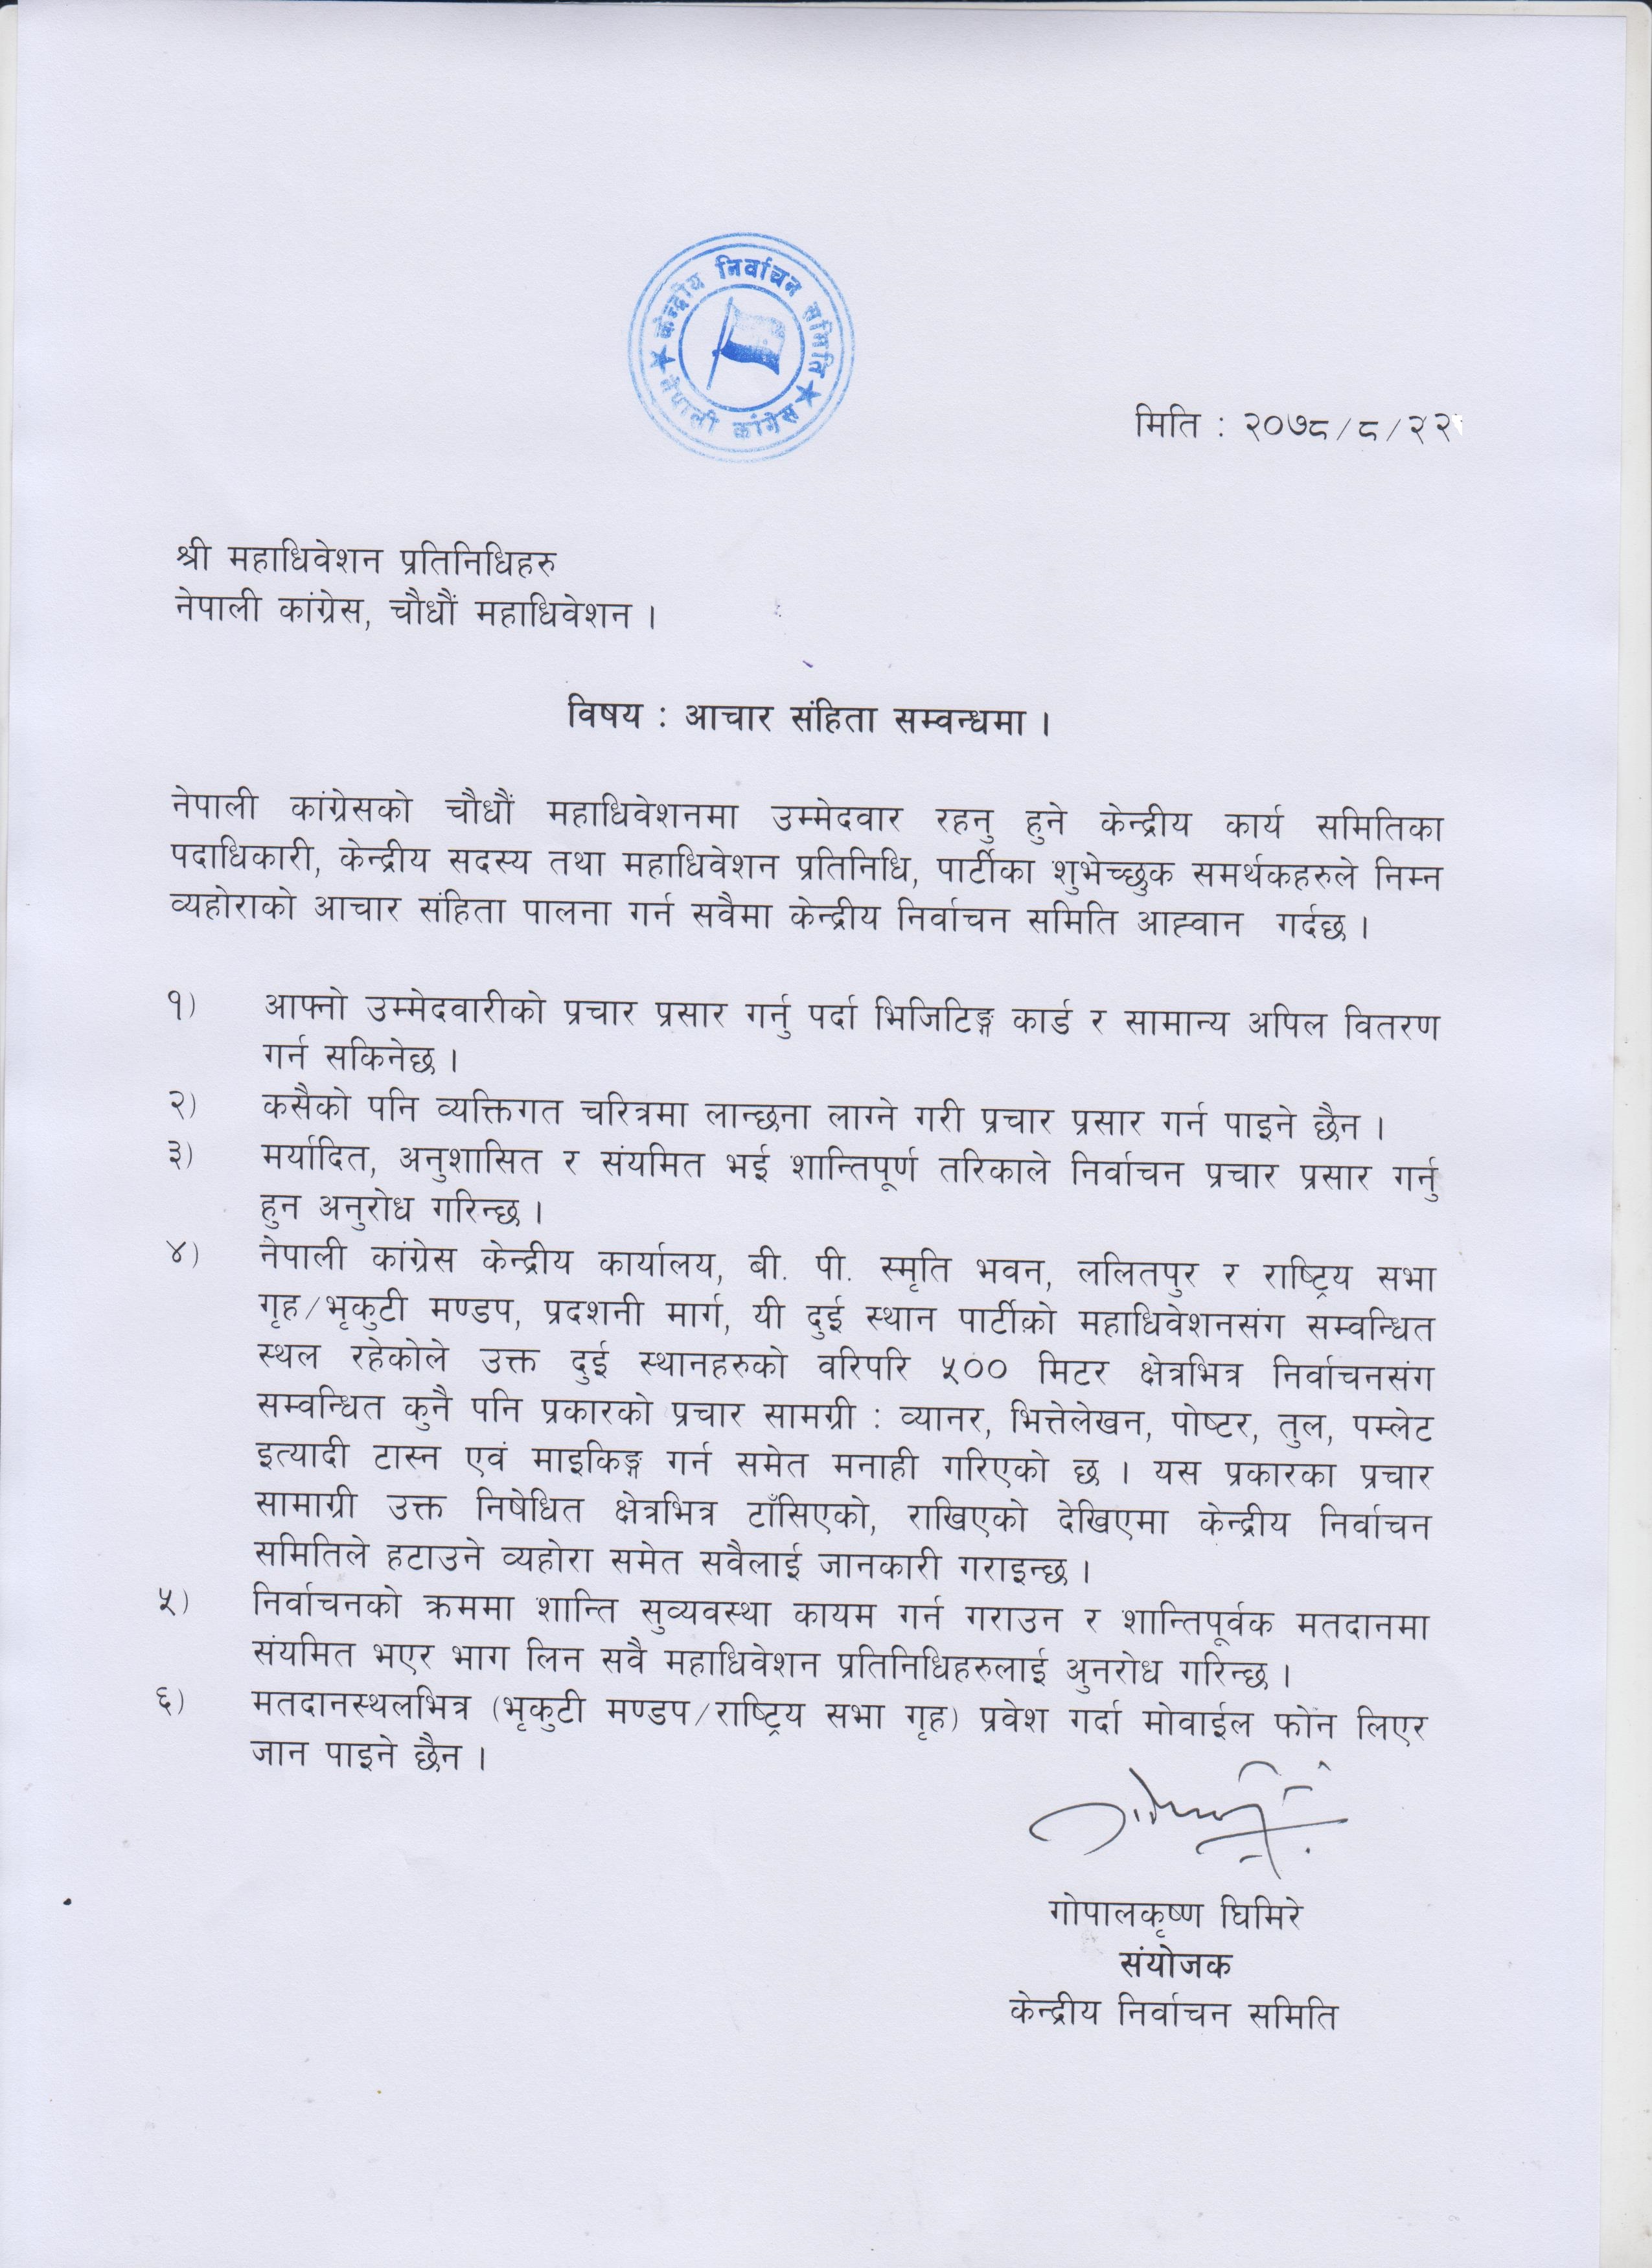 केन्द्रीय निर्वाचन समिति
नेपाली कांग्रेस
मिति : २०७८/८/२२
श्री महाधिवेशन प्रतिनिधिहरु
नेपाली कांग्रेस, चौधौं महाधिवेशन ।
विषय : आचार संहिता सम्वन्धमा ।
नेपाली कांग्रेसको चौधौं महाधिवेशनमा उम्मेदवार रहनु हुने केन्द्रीय कार्य समितिका
पदाधिकारी, केन्द्रीय सदस्य तथा महाधिवेशन प्रतिनिधि, पार्टीका शुभेच्छुक समर्थकहरुले निम्न
व्यहोराको आचार संहिता पालना गर्न सवैमा केन्द्रीय निर्वाचन समिति आह्वान गर्दछ ।
१) आफ्नो उम्मेदवारीको प्रचार प्रसार गर्नु पर्दा भिजिटिङ्ग कार्ड र सामान्य अपिल वितरण
गर्न सकिनेछ ।
२) कसैको पनि व्यक्तिगत चरित्रमा लान्छना लाग्ने गरी प्रचार प्रसार गर्न पाइने छैन ।
३) मर्यादित, अनुशासित र संयमित भई शान्तिपूर्ण तरिकाले निर्वाचन प्रचार प्रसार गर्नु
हुन अनुरोध गरिन्छ ।
४) नेपाली कांग्रेस केन्द्रीय कार्यालय, बी. पी. स्मृति भवन, ललितपुर र राष्ट्रिय सभा
गृह/भृकुटी मण्डप, प्रदशनी मार्ग, यी दुई स्थान पार्टीको महाधिवेशनसंग सम्वन्धित
स्थल रहेकोले उक्त दुई स्थानहरुको वरिपरि ५०० मिटर क्षेत्रभित्र निर्वाचनसंग
सम्वन्धित कुनै पनि प्रकारको प्रचार सामग्री : व्यानर, भित्तेलेखन, पोष्टर, तुल, पम्लेट
इत्यादी टास्न एवं माइकिङ्ग गर्न समेत मनाही गरिएको छ । यस प्रकारका प्रचार
सामाग्री उक्त निषेधित क्षेत्रभित्र टाँसिएको, राखिएको देखिएमा केन्द्रीय निर्वाचन
समितिले हटाउने व्यहोरा समेत सवैलाई जानकारी गराइन्छ ।
५) निर्वाचनको क्रममा शान्ति सुव्यवस्था कायम गर्न गराउन र शान्तिपूर्वक मतदानमा
संयमित भएर भाग लिन सवै महाधिवेशन प्रतिनिधिहरुलाई अुनरोध गरिन्छ ।
६) मतदानस्थलभित्र (भृकुटी मण्डप/राष्ट्रिय सभा गृह) प्रवेश गर्दा मोवाईल फोन लिएर
जान पाइने छैन ।
गोपालकृष्ण घिमिरे
संयोजक
केन्द्रीय निर्वाचन समिति